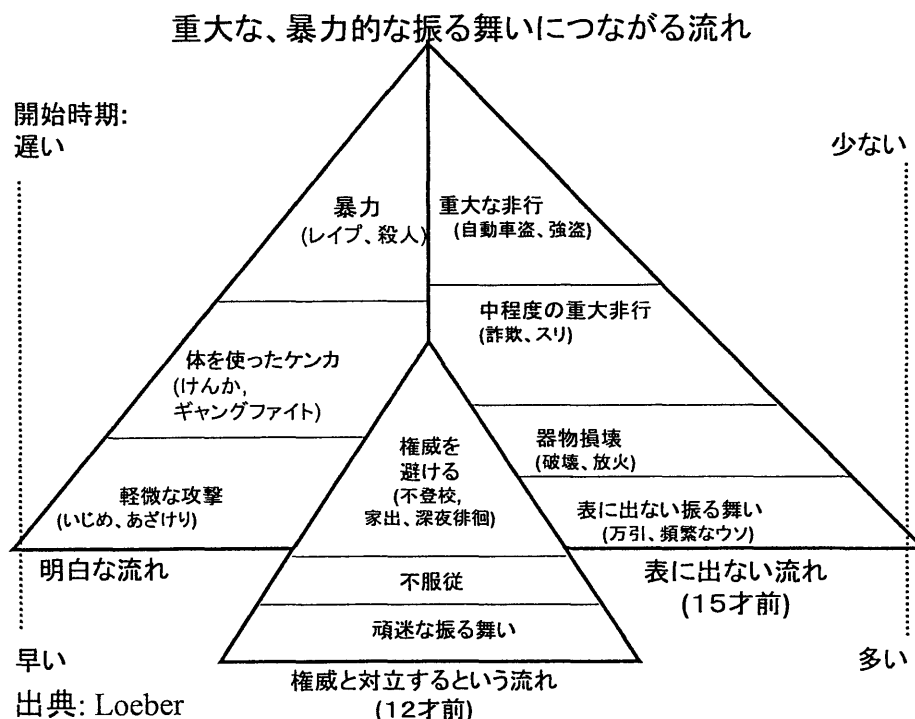 重大な、暴力的な振る舞いにつながる流れ
開始時期:
遅い
少ない
暴力
(レイプ、殺人)
重大な非行
(自動車盗、強盗)
中程度の重大非行
(詐欺、スリ)
体を使ったケンカ
(けんか,
ギャングファイト)
権威を
避ける
(不登校,
家出、深夜徘徊)
器物損壊
(破壊、放火)
軽微な攻撃
(いじめ、あざけり)
表に出ない振る舞い
(万引、頻繁なウソ)
明白な流れ
不服従
表に出ない流れ
(15才前)
頑迷な振る舞い
早い
多い
権威と対立するという流れ
(12才前)
出典: Loeber